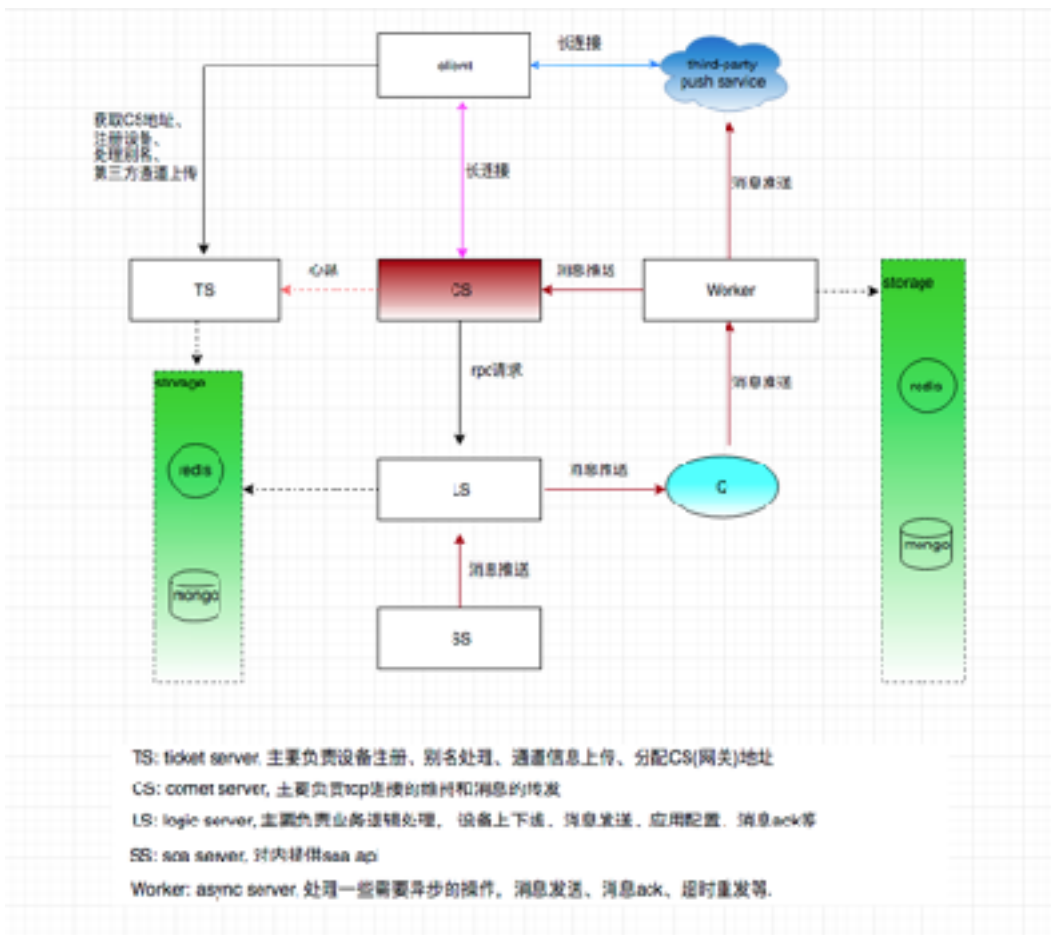 client
长连接
third-party
push service
获取CS地址、
注册设备、
处理别名、
第三方通道上传
长连接
消息推送
TS
心跳
CS
消息推送
Worker
storage
rpc请求
消息推送
storage
redis
redis
LS
消息推送
Q
mongo
消息推送
mongo
SS
TS: ticket server, 主要负责设备注册、别名处理、通道信息上传、分配CS(网关)地址
CS: comet server, 主要负责tcp连接的维持和消息的转发
LS: logic server, 主要负责业务逻辑处理, 设备上下线、消息发送、应用配置、消息ack等
SS: soa server, 对内提供soa api
Worker: async server, 处理一些需要异步的操作, 消息发送、消息ack、超时重发等.